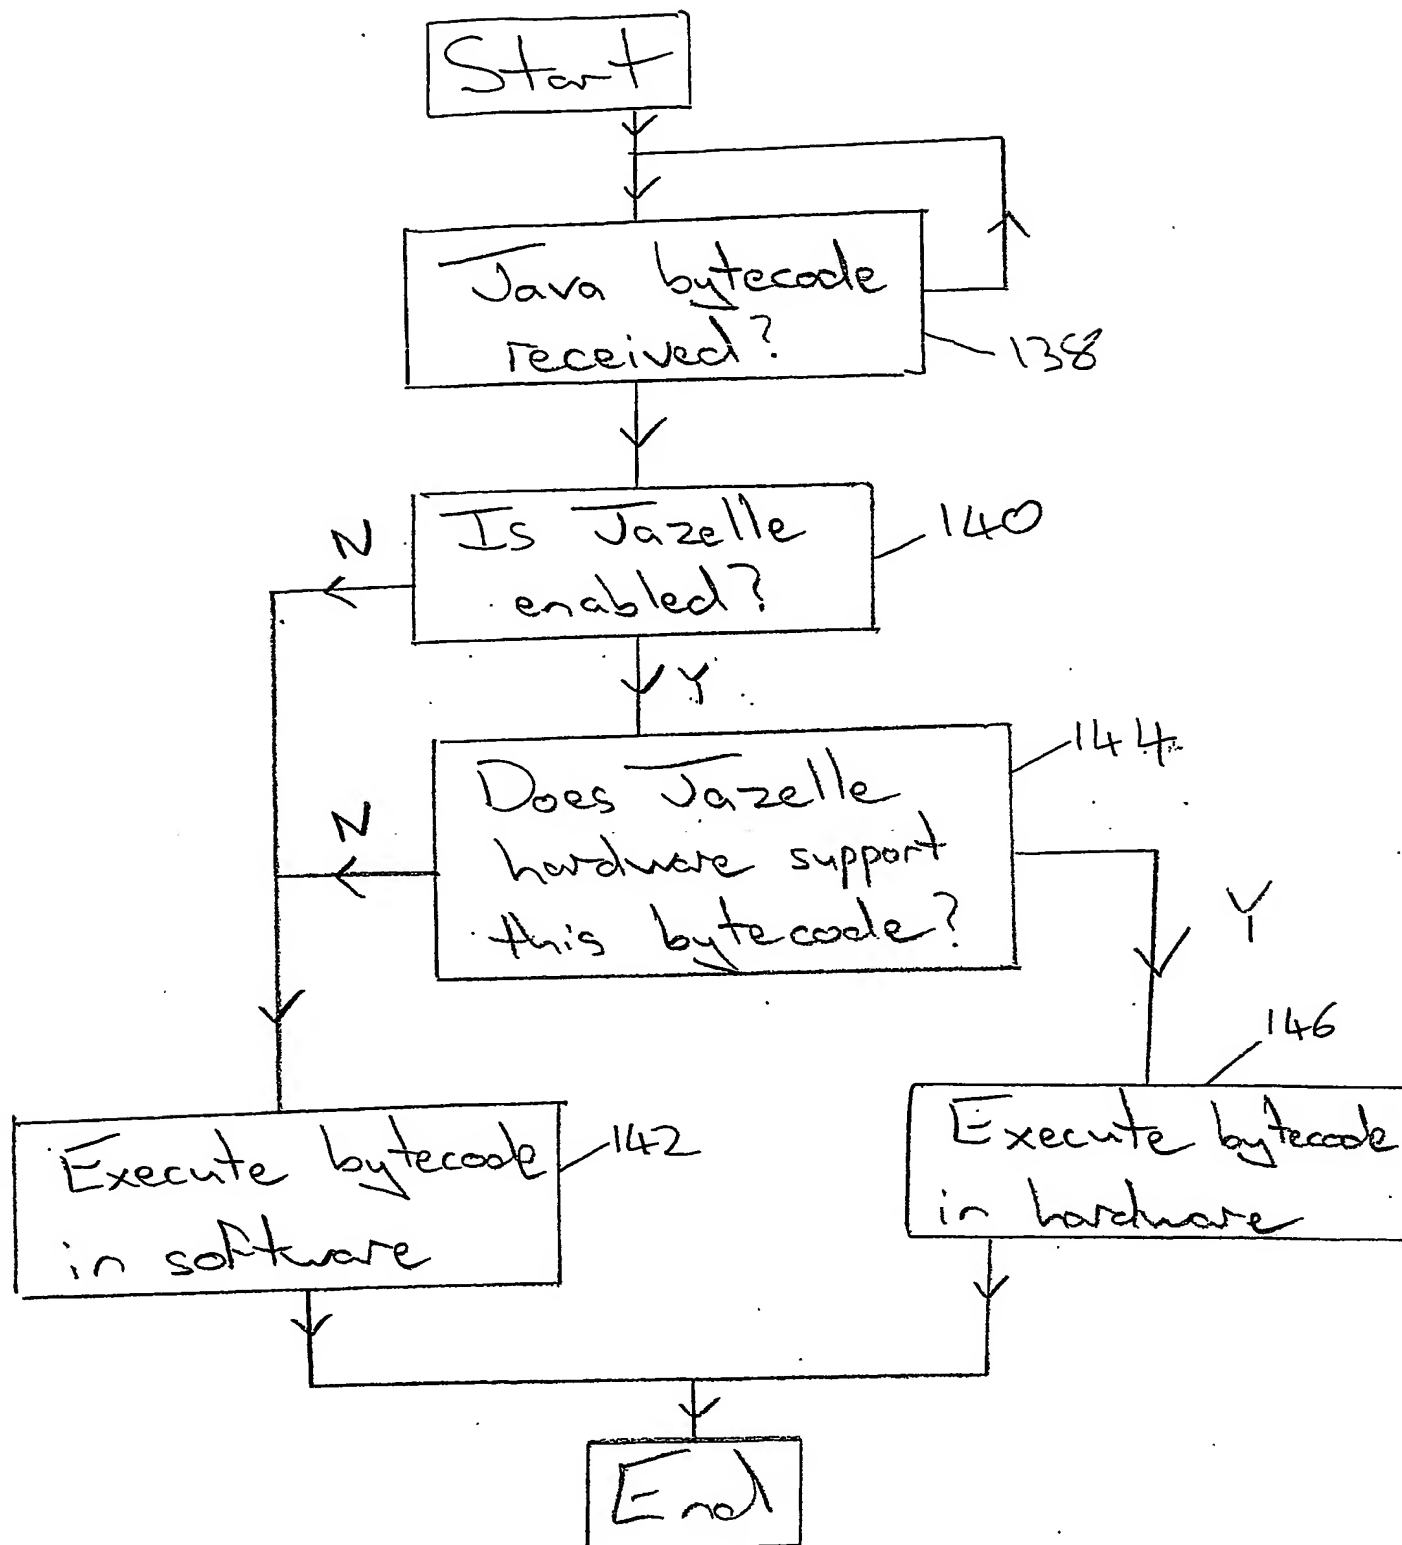 Start
Java bytecode
received?
138
Is Jazelle
enabled?
140
N
Y
Does Jazelle
hardware support
this bytecode?
144
N
Y
146
Execute bytecode
in software
142
Execute bytecode
in hardware
End